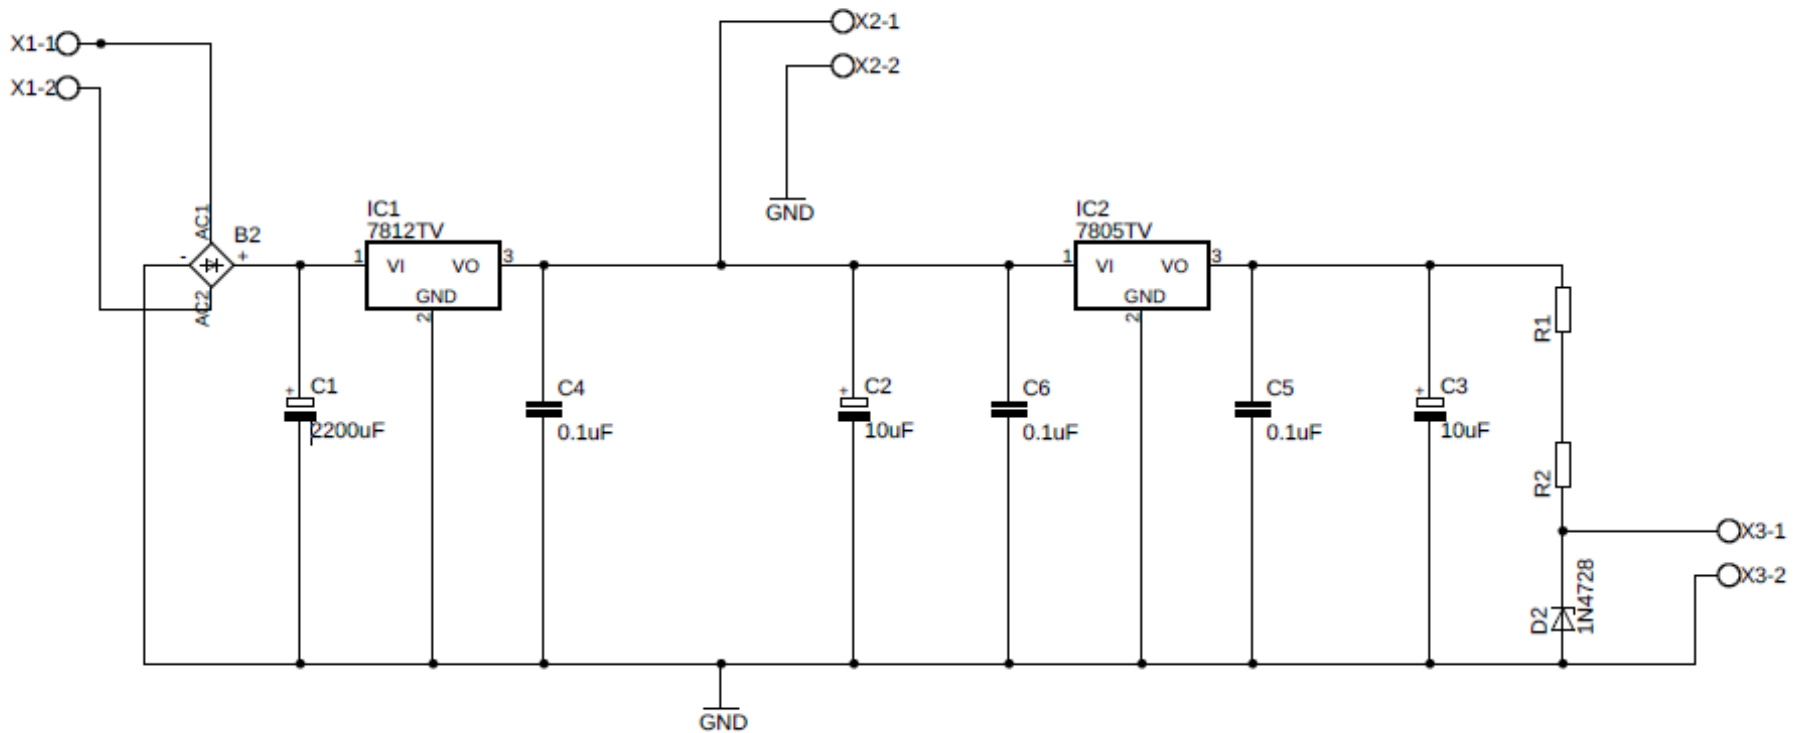 X1-1
X1-2
X2-1
X2-2
GND
AC1
B2
-
+
AC2
IC1
7812TV
1
VI
VO
3
GND
2
IC2
7805TV
1
VI
VO
3
GND
2
+
C1
2200uF
C4
0.1uF
+
C2
10uF
C6
0.1uF
C5
0.1uF
+
C3
10uF
R1
R2
X3-1
X3-2
D2
1N4728
GND